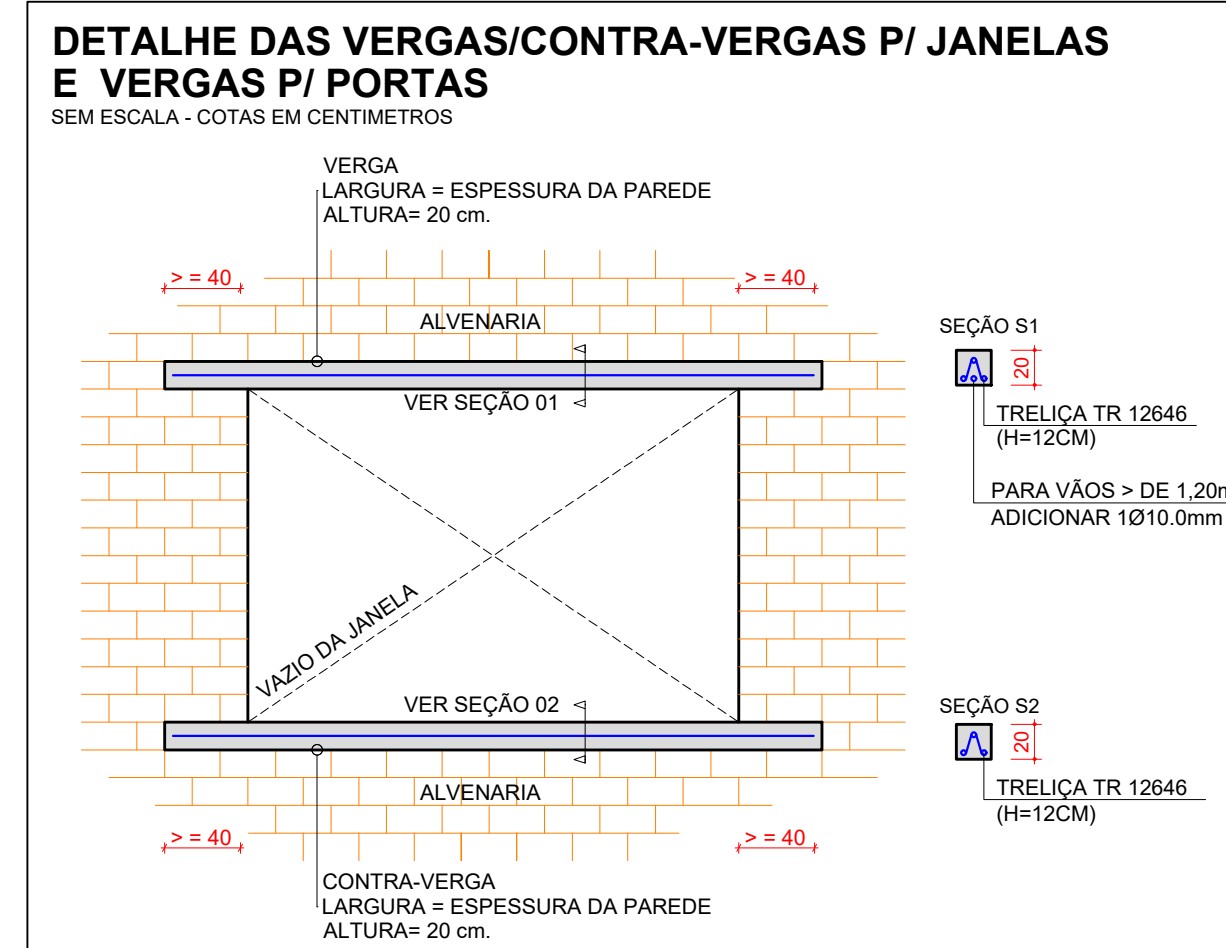 DETALHE DAS VERGAS/CONTRA-VERGAS P/ JANELAS
E VERGAS P/ PORTAS
SEM ESCALA - COTAS EM CENTIMETROS
VERGA
LARGURA = ESPESSURA DA PAREDE
ALTURA= 20 cm.
> = 40
> = 40
ALVENARIA
VER SEÇÃO 01
VAZIO DA JANELA
VER SEÇÃO 02
ALVENARIA
> = 40
> = 40
CONTRA-VERGA
LARGURA = ESPESSURA DA PAREDE
ALTURA= 20 cm.
SEÇÃO S1
20
TRELIÇA TR 12646
(H=12CM)
PARA VÃOS > DE 1,20m
ADICIONAR 1Ø10.0mm
SEÇÃO S2
20
TRELIÇA TR 12646
(H=12CM)